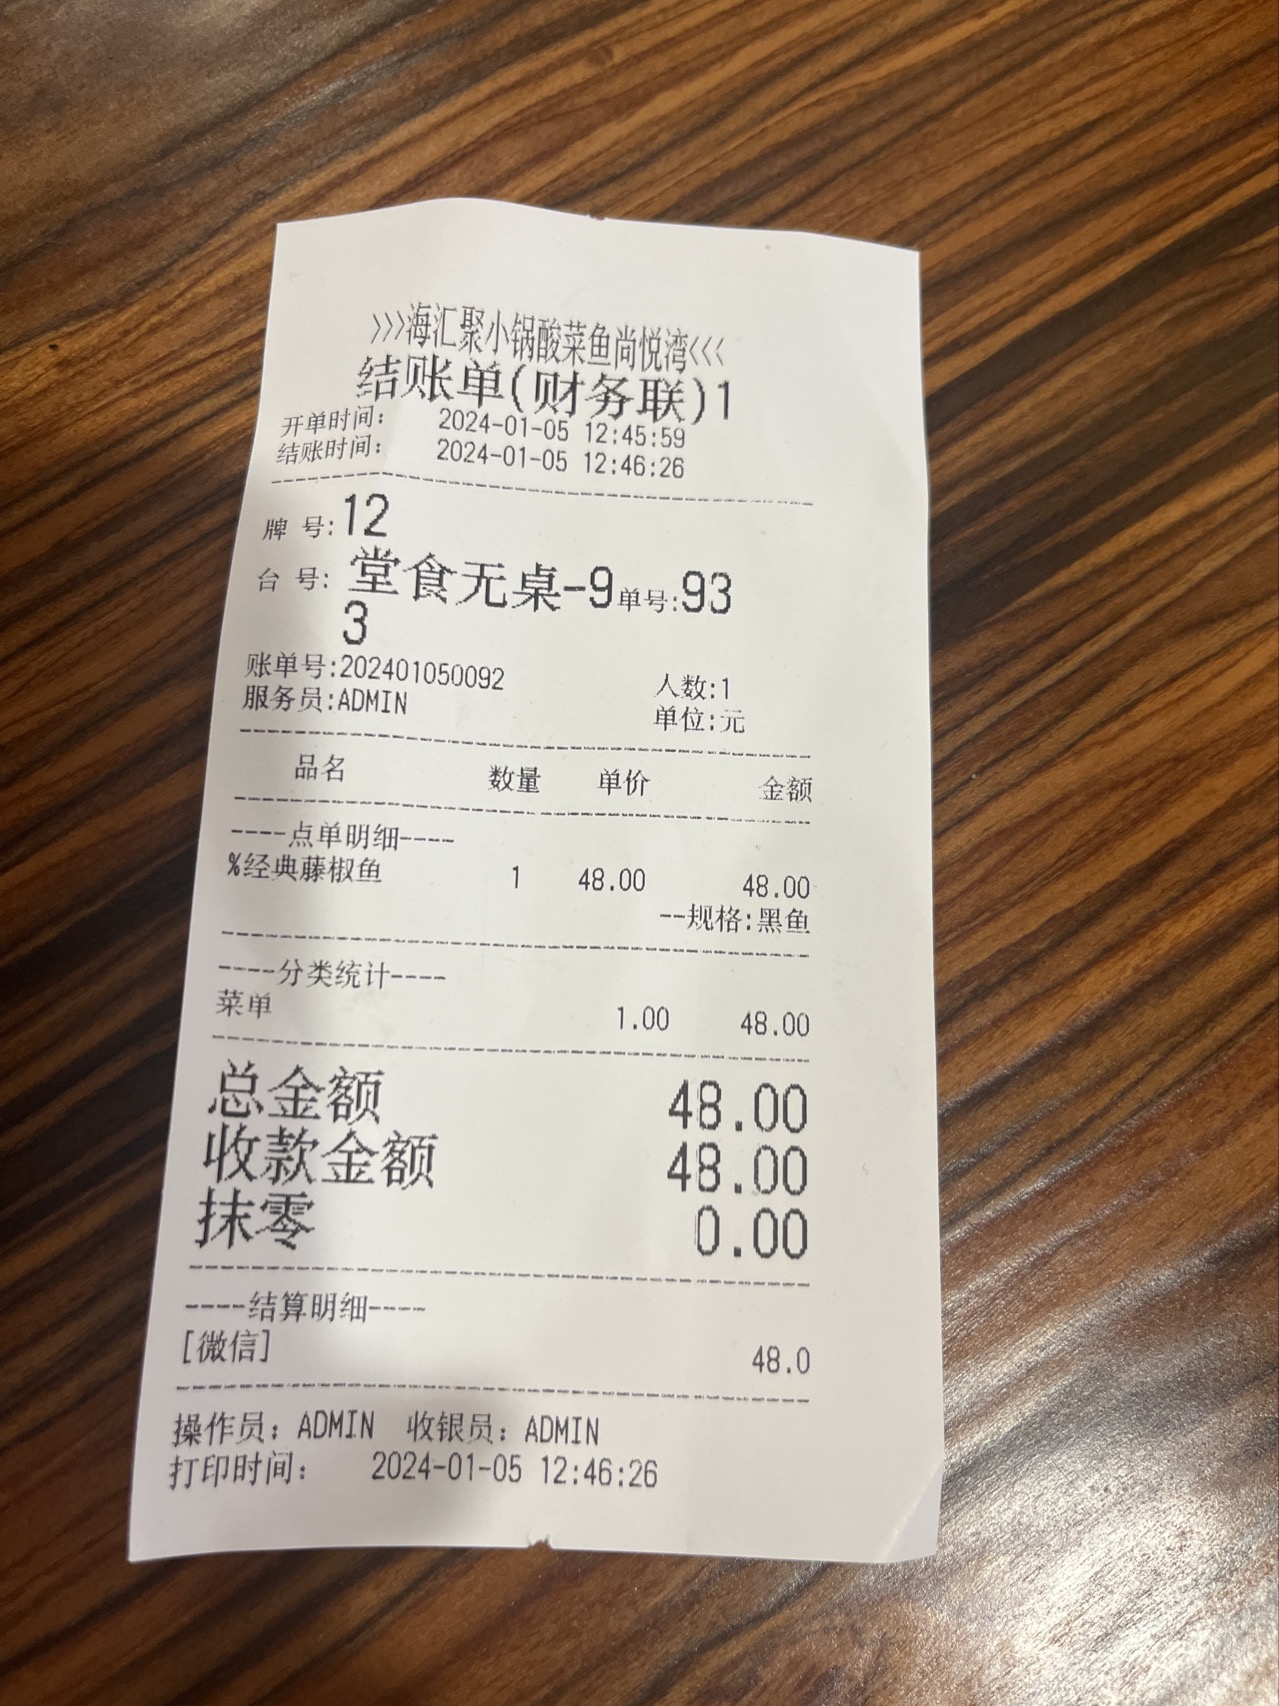 >>>海汇聚小锅酸菜鱼尚悦湾<<<
结账单(财务联)1
开单时间: 2024-01-05 12:45:59
结账时间: 2024-01-05 12:46:26
牌 号:12
台 号: 堂食无桌-9 单号:93
3
账单号:202401050092 人数:1
服务员:ADMIN 单位:元
品名 数量 单价 金额
----点单明细----
%经典藤椒鱼 1 48.00 48.00
--规格:黑鱼
----分类统计----
菜单 1.00 48.00
总金额 48.00
收款金额 48.00
抹零 0.00
----结算明细----
[微信] 48.0
操作员: ADMIN 收银员: ADMIN
打印时间: 2024-01-05 12:46:26